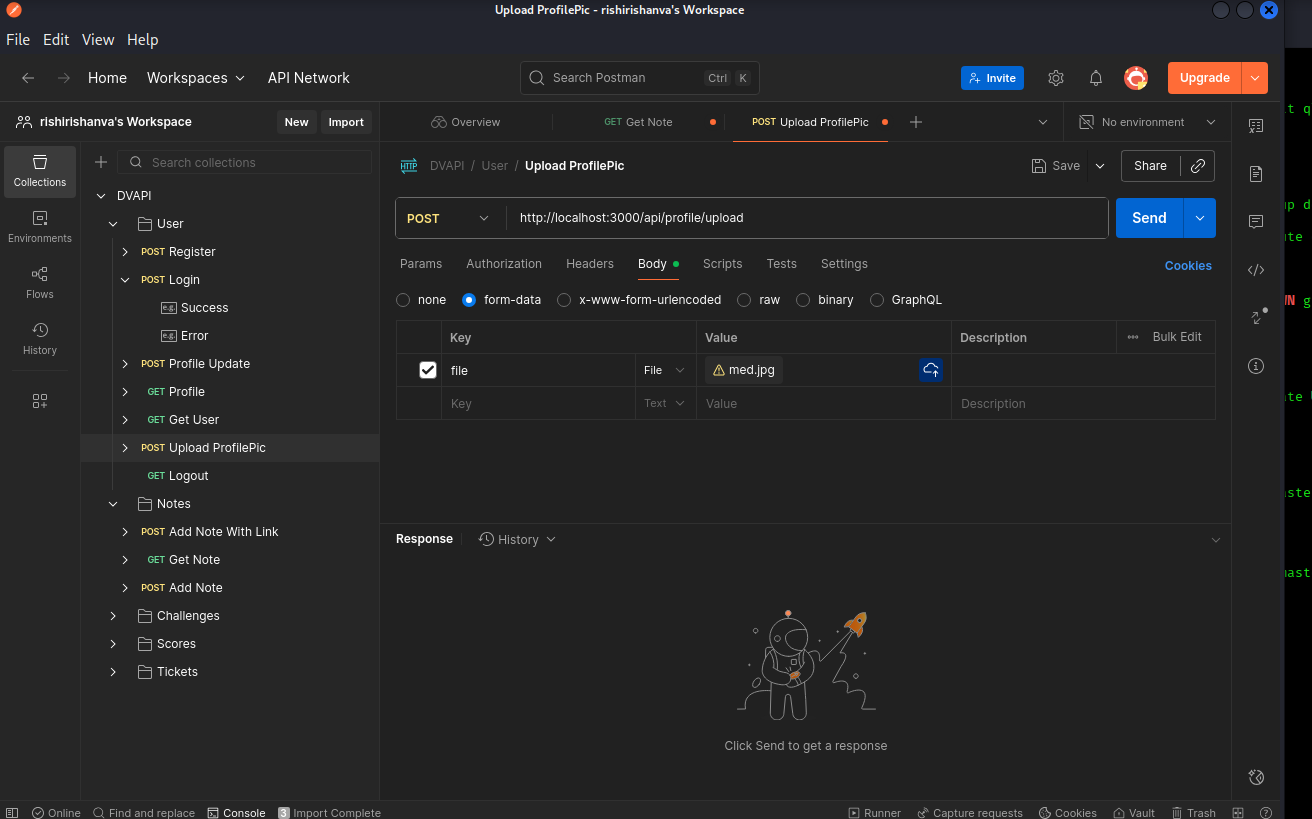 Upload ProfilePic - rishirishanva's Workspace
File Edit View Help
Home Workspaces API Network
Search Postman Ctrl K
Invite
Upgrade
rishirishanva's Workspace New Import
Overview
GET Get Note
POST Upload ProfilePic
No environment
Collections
Environments
Flows
History
Search collections
DVAPI
User
POST Register
POST Login
e.g. Success
e.g. Error
POST Profile Update
GET Profile
GET Get User
POST Upload ProfilePic
GET Logout
Notes
POST Add Note With Link
GET Get Note
POST Add Note
Challenges
Scores
Tickets
HTTP DVAPI / User / Upload ProfilePic
Save
Share
POST http://localhost:3000/api/profile/upload
Send
Params Authorization Headers Body Scripts Tests Settings
Cookies
none form-data x-www-form-urlencoded raw binary GraphQL
Key Value Description Bulk Edit
file File med.jpg
Key Text Value Description
Response History
Click Send to get a response
Online Find and replace Console 3 Import Complete
Runner Capture requests Cookies Vault Trash